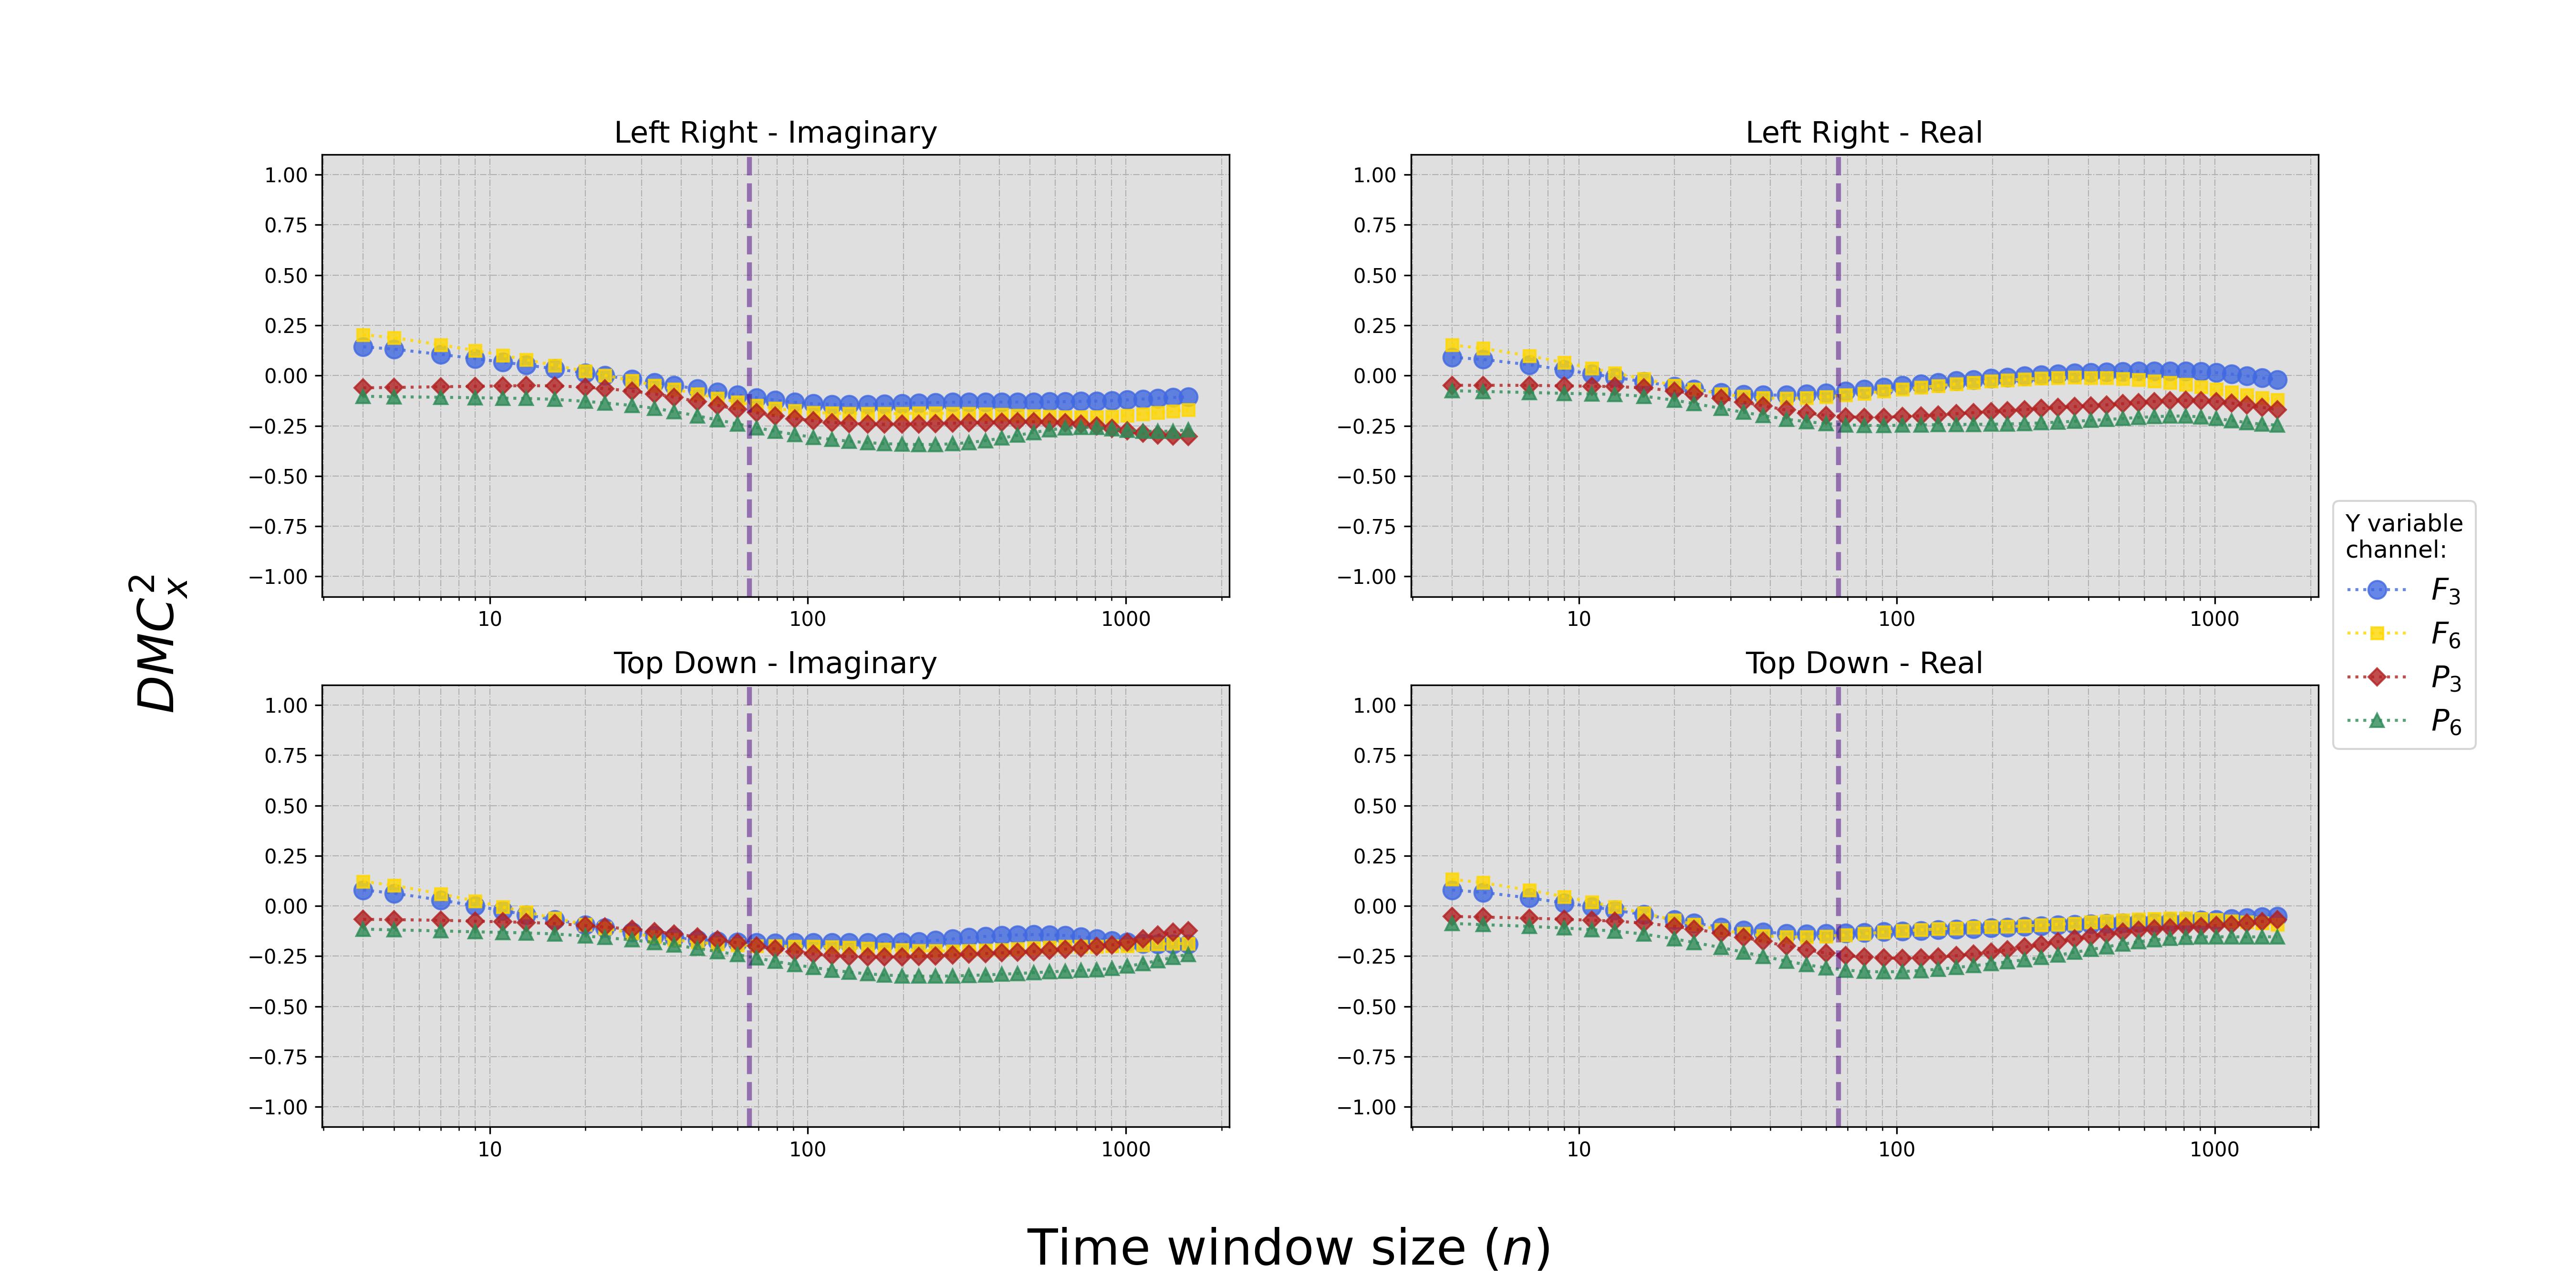 Left Right - Imaginary
1.00
0.75
0.50
0.25
0.00
−0.25
−0.50
−0.75
−1.00
10 100 1000
Left Right - Real
1.00
0.75
0.50
0.25
0.00
−0.25
−0.50
−0.75
−1.00
10 100 1000
Top Down - Imaginary
1.00
0.75
0.50
0.25
0.00
−0.25
−0.50
−0.75
−1.00
10 100 1000
Top Down - Real
1.00
0.75
0.50
0.25
0.00
−0.25
−0.50
−0.75
−1.00
10 100 1000
Y variable
channel:
F₃
F₆
P₃
P₆
DMC²ₓ
Time window size (n)